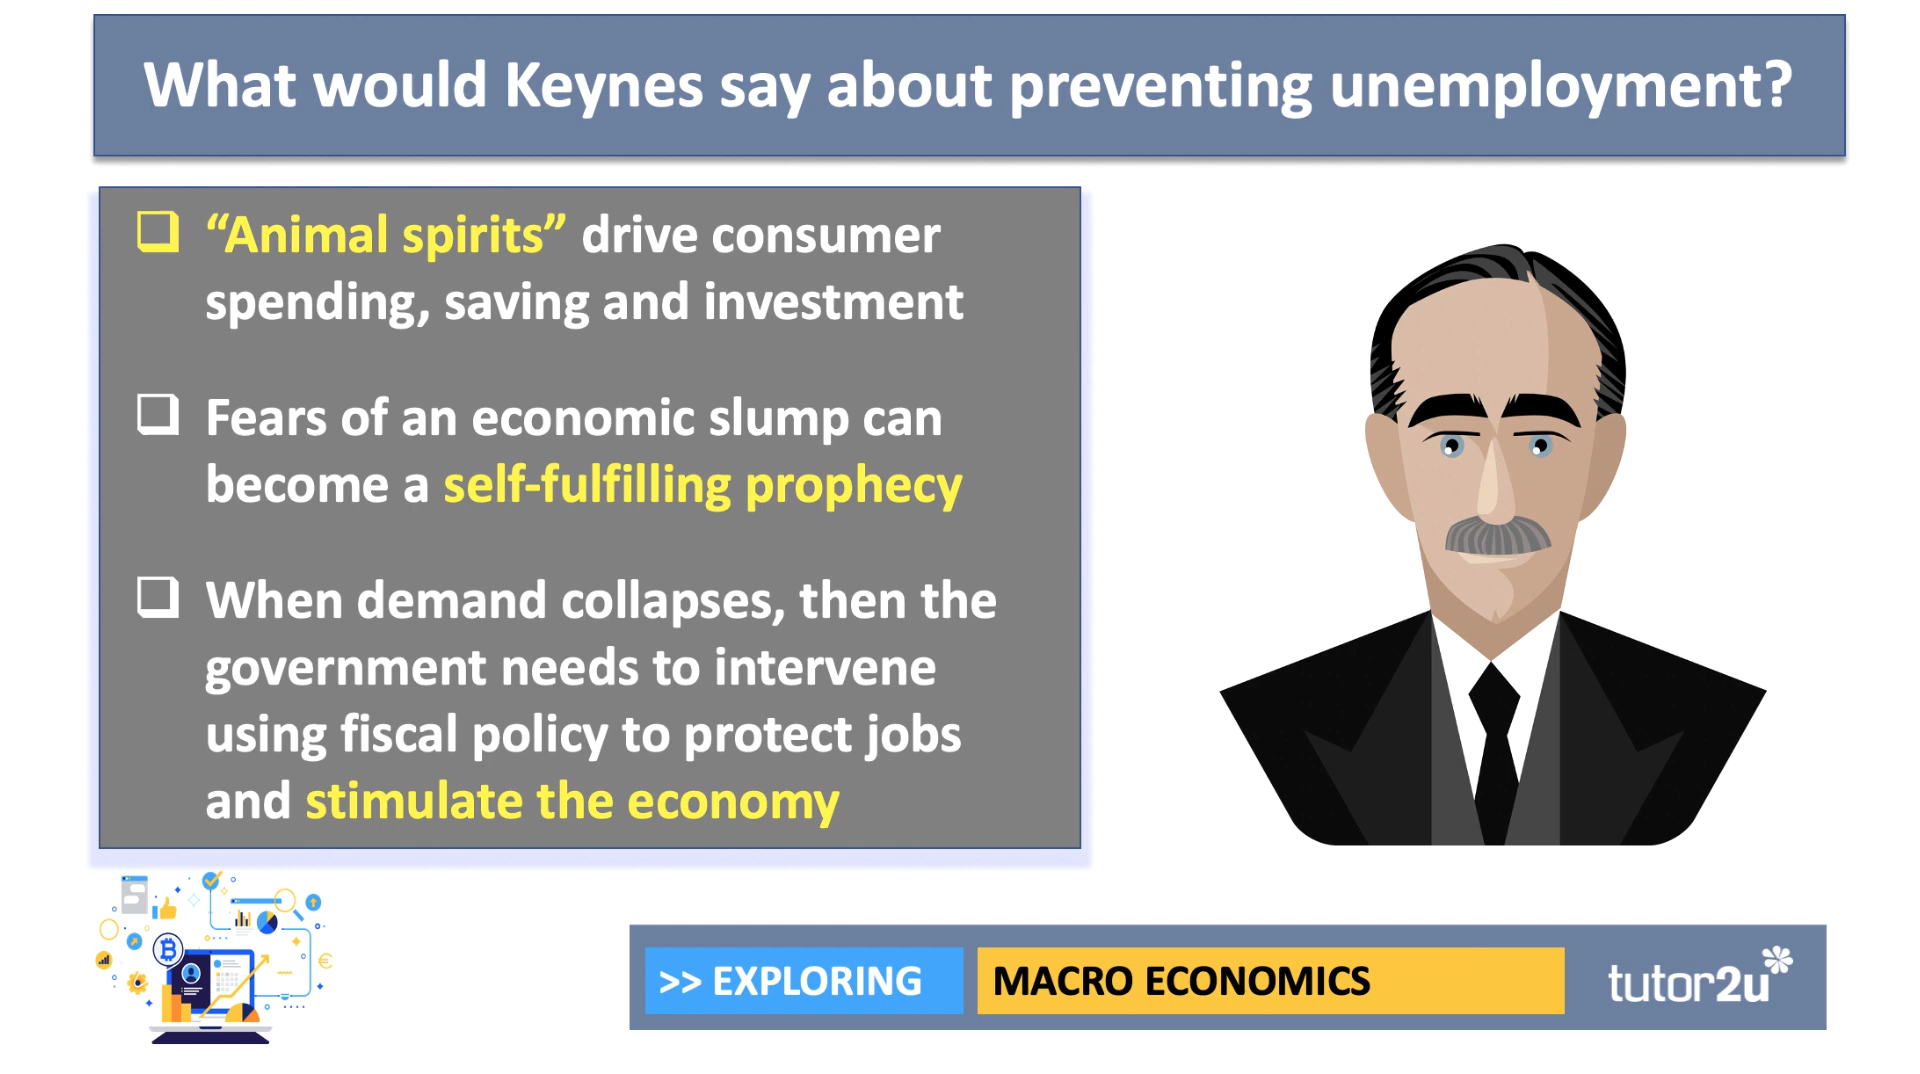 What would Keynes say about preventing unemployment?
“Animal spirits” drive consumer
spending, saving and investment
Fears of an economic slump can
become a self-fulfilling prophecy
When demand collapses, then the
government needs to intervene
using fiscal policy to protect jobs
and stimulate the economy
>> EXPLORING
MACRO ECONOMICS
tutor2u